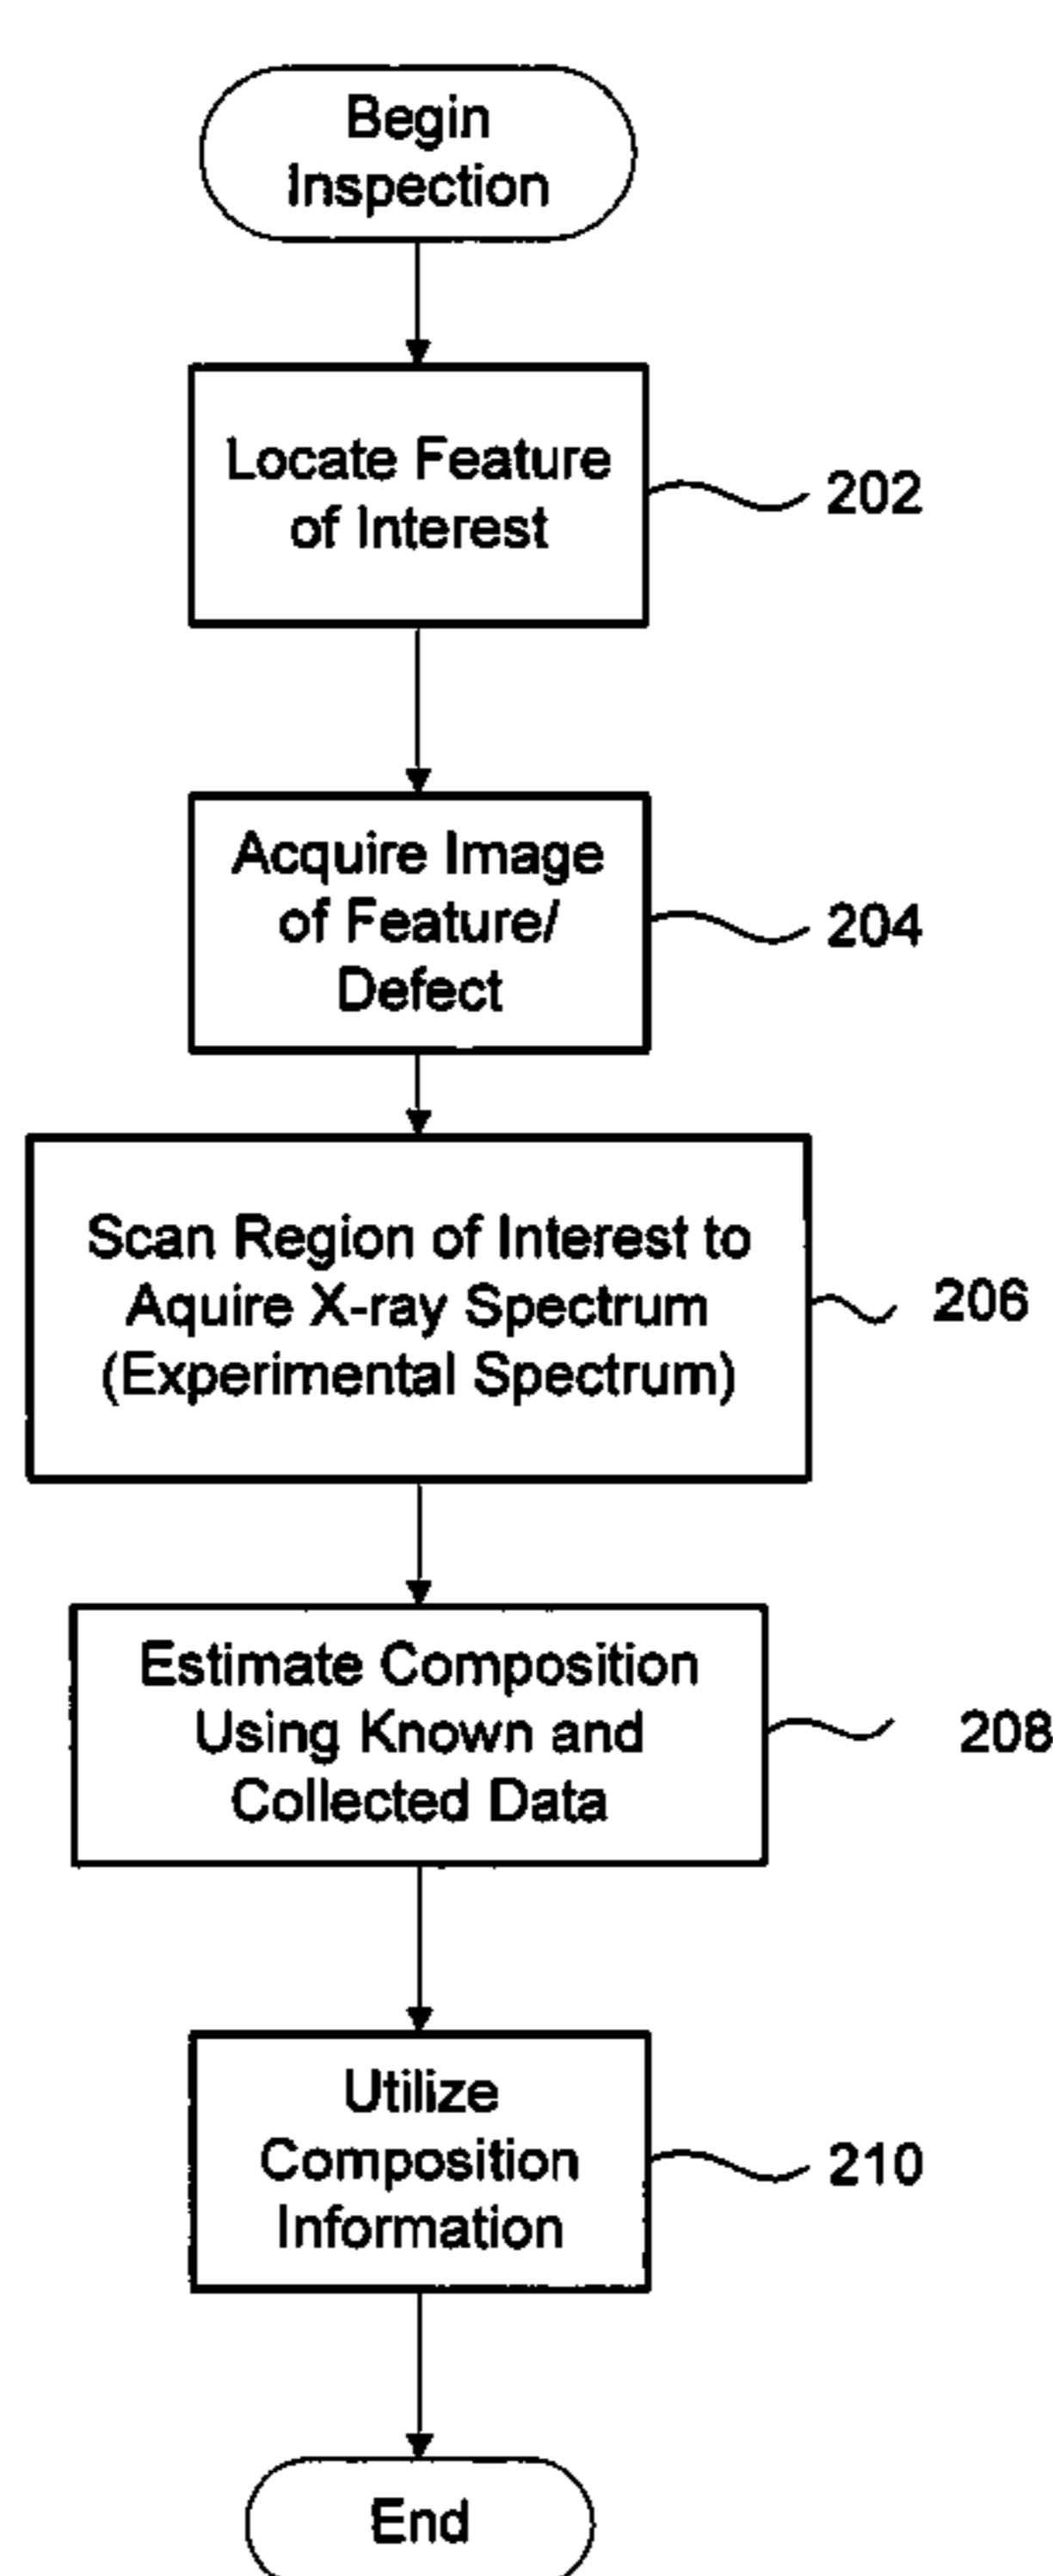 Begin
Inspection
Locate Feature
of Interest
202
Acquire Image
of Feature/
Defect
204
Scan Region of Interest to
Aquire X-ray Spectrum
(Experimental Spectrum)
206
Estimate Composition
Using Known and
Collected Data
208
Utilize
Composition
Information
210
End